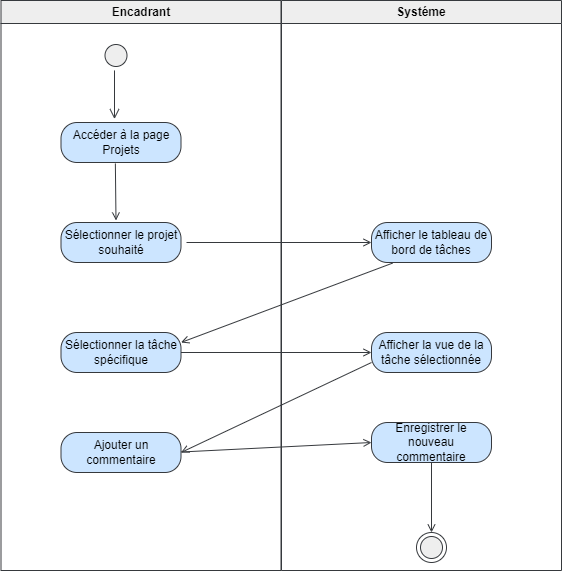 Encadrant
Systéme
Accéder à la page
Projets
Sélectionner le projet
souhaité
Afficher le tableau de
bord de tâches
Sélectionner la tâche
spécifique
Afficher la vue de la
tâche sélectionnée
Ajouter un
commentaire
Enregistrer le
nouveau
commentaire